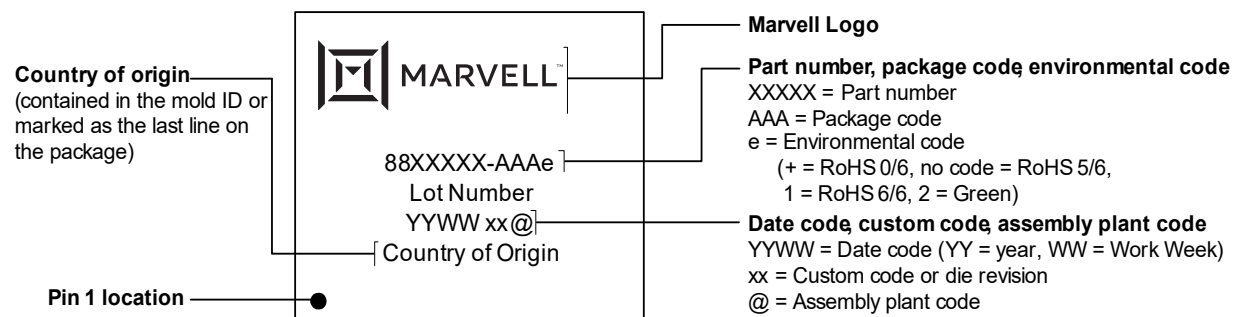 Marvell Logo
MARVELL™
Country of origin
(contained in the mold ID or
marked as the last line on
the package)
Part number, package code, environmental code
XXXXX = Part number
AAA = Package code
e = Environmental code
(+ = RoHS 0/6, no code = RoHS 5/6,
1 = RoHS 6/6, 2 = Green)
88XXXXX-AAAe
Lot Number
YYWW xx@
Country of Origin
Date code, custom code, assembly plant code
YYWW = Date code (YY = year, WW = Work Week)
xx = Custom code or die revision
@ = Assembly plant code
Pin 1 location